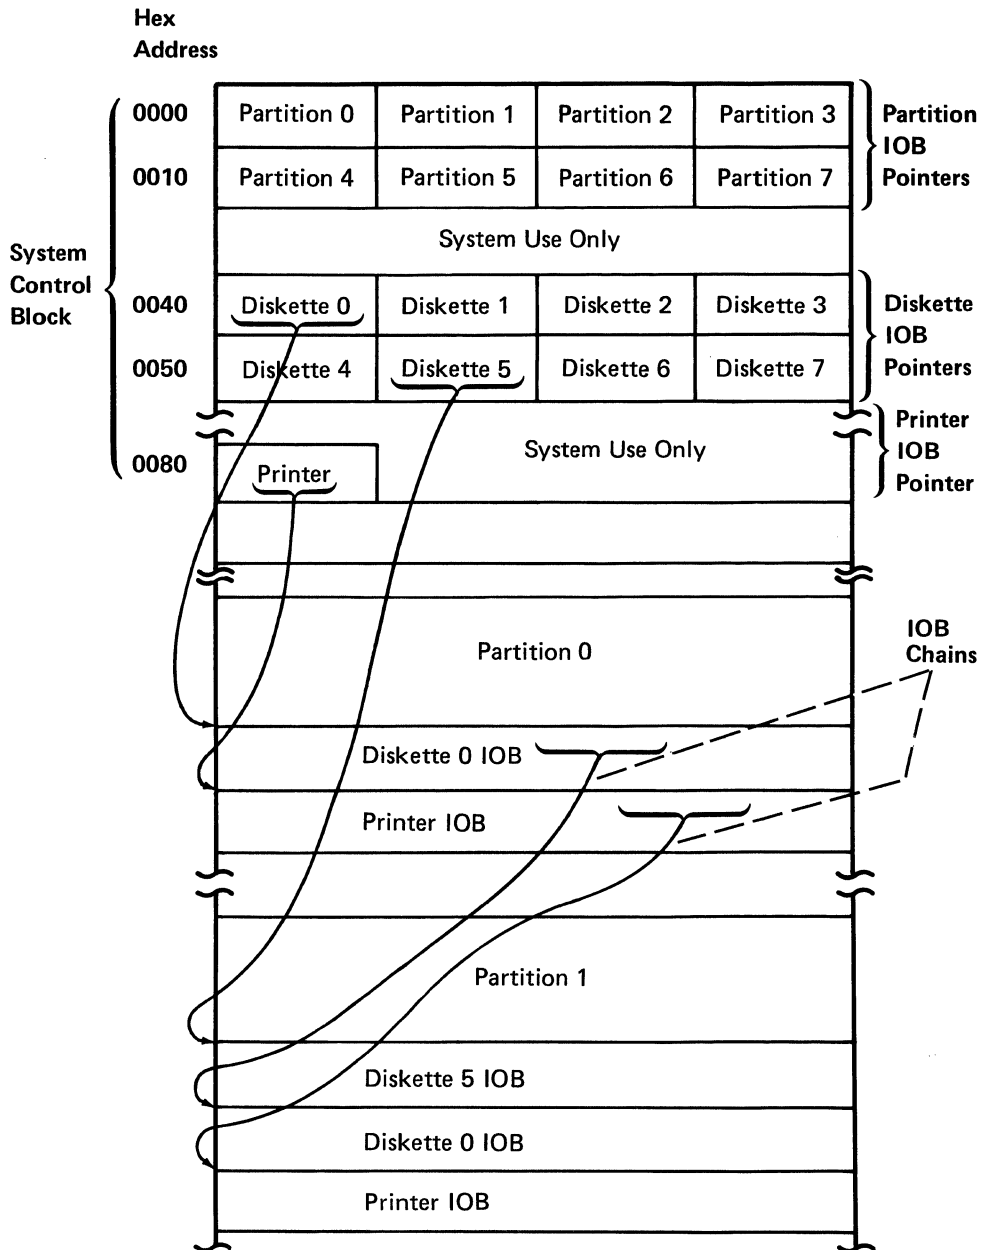 Hex
Address
0000 Partition 0 Partition 1 Partition 2 Partition 3 Partition
IOB
0010 Partition 4 Partition 5 Partition 6 Partition 7 Pointers
System Use Only
System
Control
Block
0040 Diskette 0 Diskette 1 Diskette 2 Diskette 3 Diskette
IOB
0050 Diskette 4 Diskette 5 Diskette 6 Diskette 7 Pointers
Printer
System Use Only IOB
0080 Printer Pointer
IOB
Chains
Partition 0
Diskette 0 IOB
Printer IOB
Partition 1
Diskette 5 IOB
Diskette 0 IOB
Printer IOB